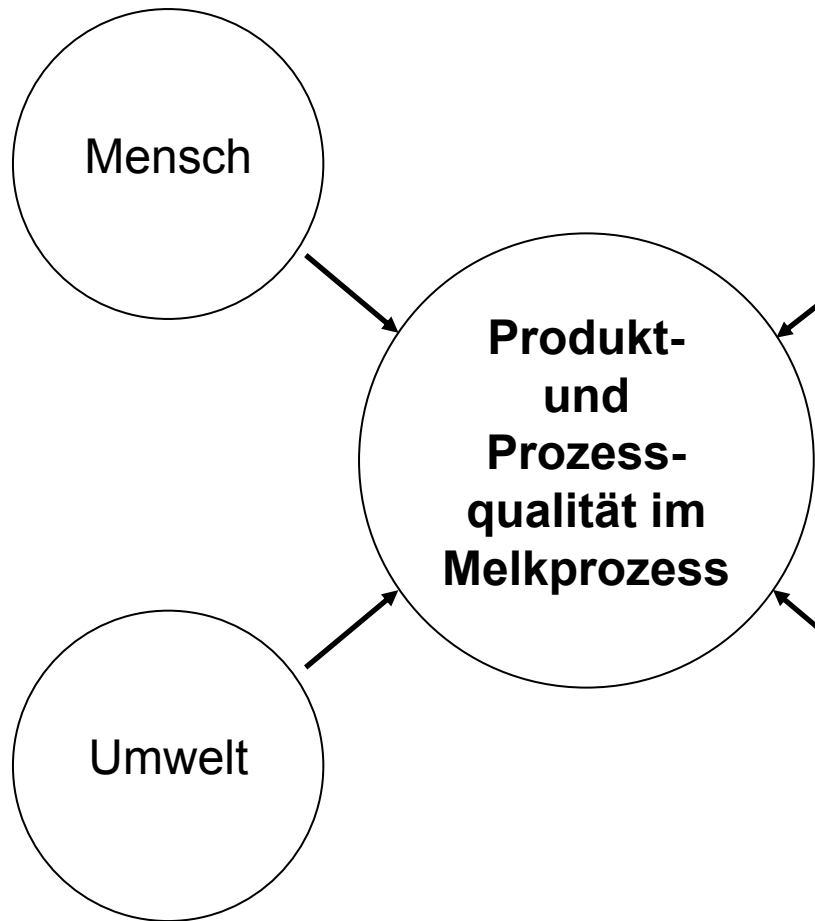 Mensch
Produkt-
und
Prozess-
qualität im
Melkprozess
Umwelt